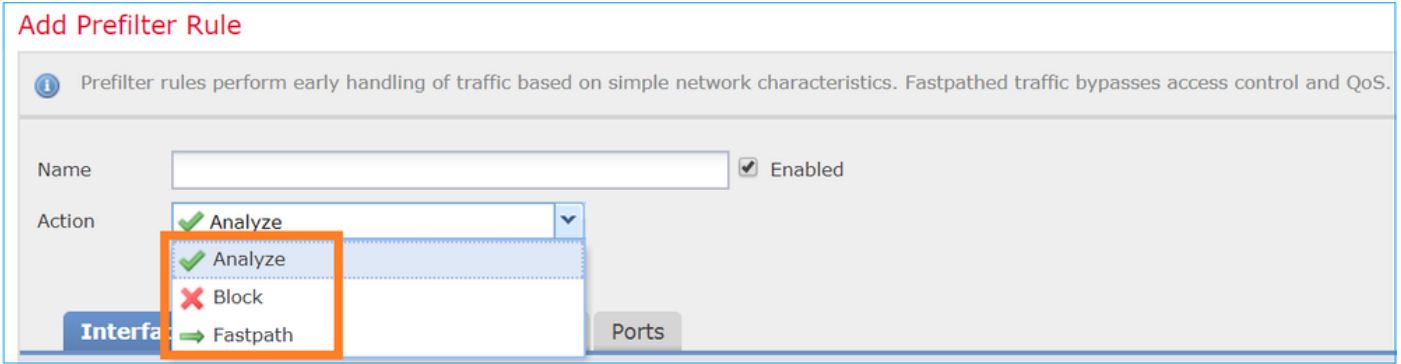 Add Prefilter Rule
Prefilter rules perform early handling of traffic based on simple network characteristics. Fastpathed traffic bypasses access control and QoS.
Name
Enabled
Action
Analyze
Analyze
Block
Fastpath
Interfa
Ports